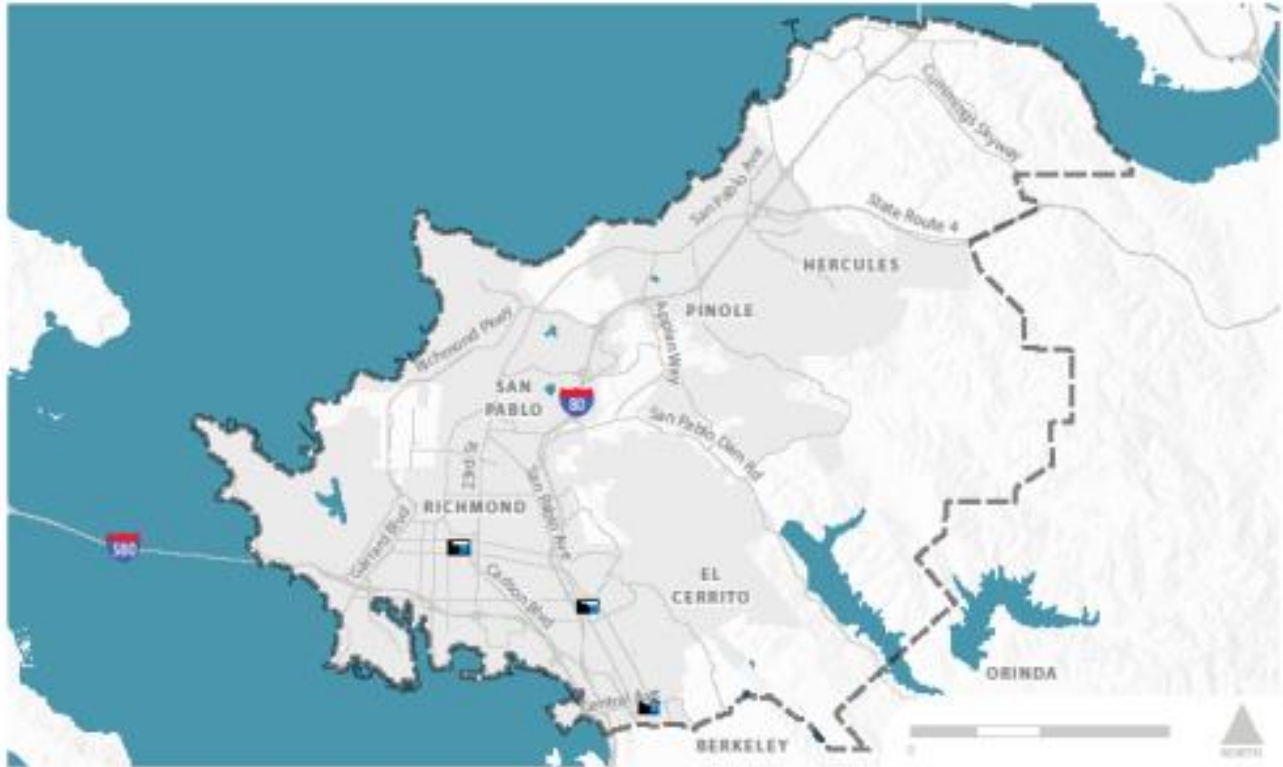 Cummings Skyway
San Pablo Ave
State Route 4
HERCULES
PINOLE
Appian Way
Richmond Pkwy
SAN
PABLO
80
San Pablo Dam Rd
23rd St
San Pablo Ave
RICHMOND
Garrard Blvd
580
Carlson Blvd
EL
CERRITO
ORINDA
Central Ave
BERKELEY
0
NORTH